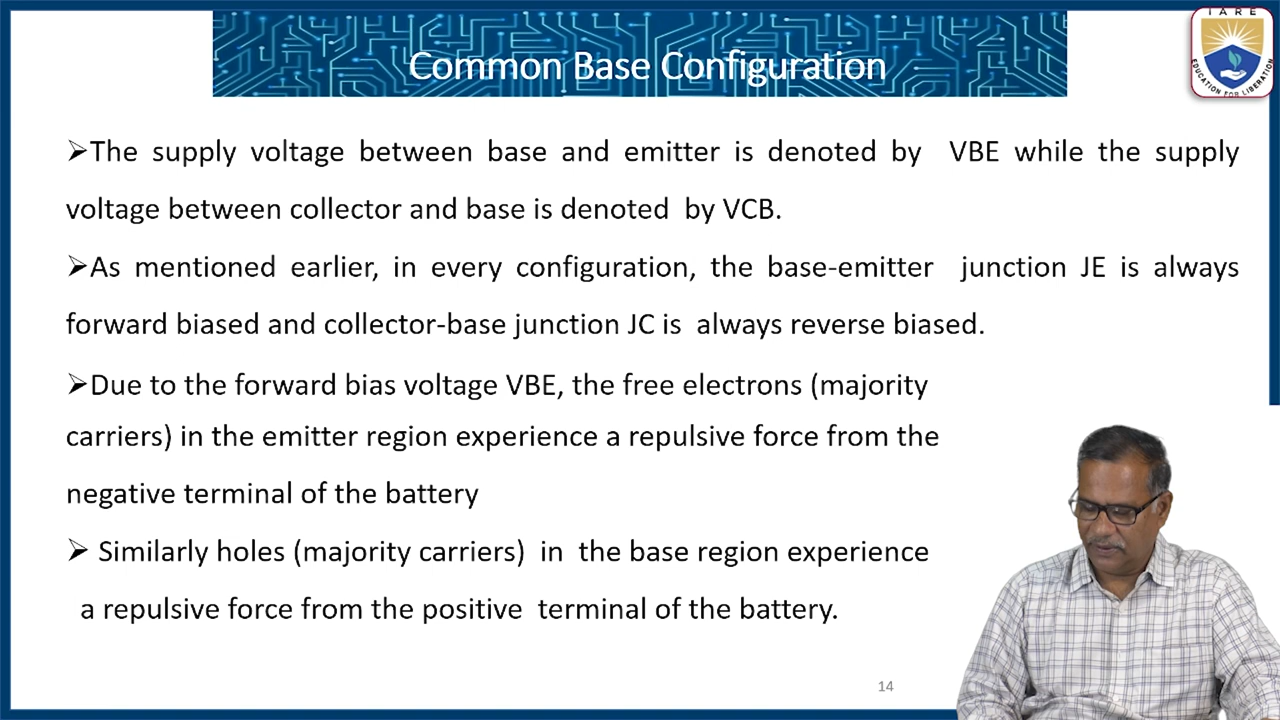 IARE
EDUCATION FOR LIBERATION
Common Base Configuration
➢The supply voltage between base and emitter is denoted by VBE while the supply
voltage between collector and base is denoted by VCB.
➢As mentioned earlier, in every configuration, the base-emitter junction JE is always
forward biased and collector-base junction JC is always reverse biased.
➢Due to the forward bias voltage VBE, the free electrons (majority
carriers) in the emitter region experience a repulsive force from the
negative terminal of the battery
➢ Similarly holes (majority carriers) in the base region experience
a repulsive force from the positive terminal of the battery.
14